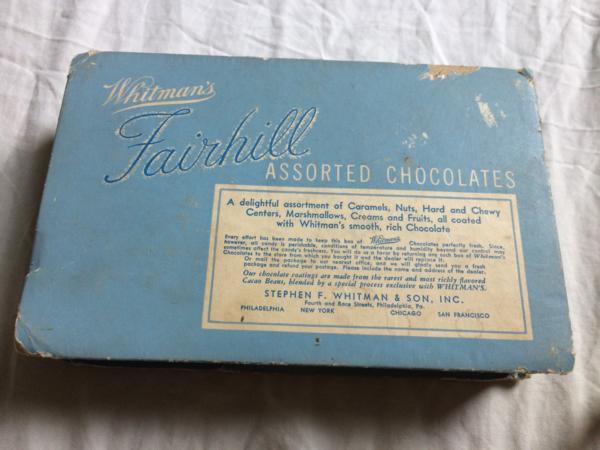 Whitman's
Fairhill
ASSORTED CHOCOLATES
A delightful assortment of Caramels, Nuts, Hard and Chewy
Centers, Marshmallows, Creams and Fruits, all coated
with Whitman's smooth, rich Chocolate
Every effort has been made to keep this box of Whitman's Chocolates perfectly fresh. Since,
however, all candy is perishable, conditions of temperature and humidity beyond our control may
sometimes affect the candy's freshness. You will do us a favor by returning any such box of Whitman's
Chocolates to the store from which you bought it and the dealer will replace it.
Or mail the package to our nearest office, and we will gladly send you a fresh
package and refund your postage. Please include the name and address of the dealer.
Our chocolate coatings are made from the rarest and most richly flavored
Cacao Beans, blended by a special process exclusive with WHITMAN'S.
STEPHEN F. WHITMAN & SON, INC.
Fourth and Race Streets, Philadelphia, Pa.
PHILADELPHIA NEW YORK CHICAGO SAN FRANCISCO